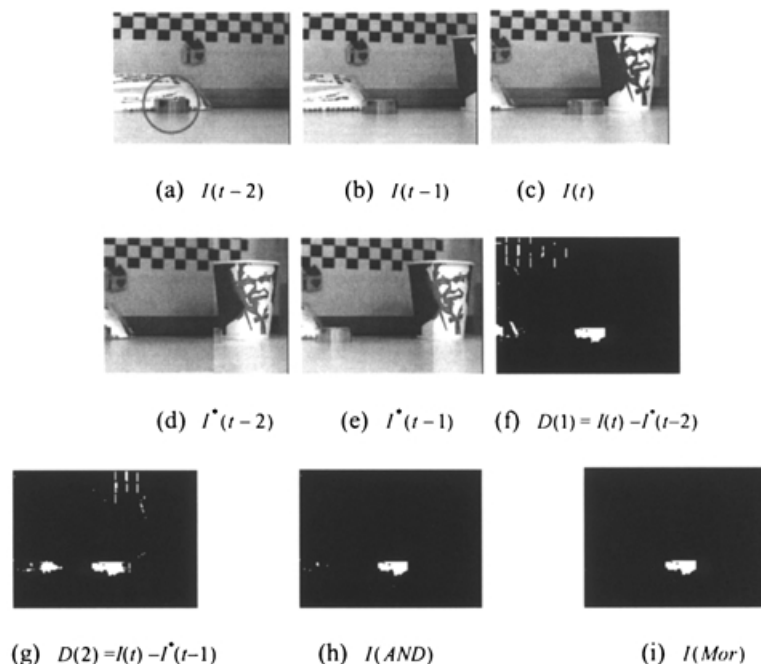 (a) I(t – 2) (b) I(t – 1) (c) I(t)
(d) I*(t – 2) (e) I*(t – 1) (f) D(1) = I(t) – I*(t–2)
(g) D(2) =I(t) –I*(t–1) (h) I(AND) (i) I(Mor)